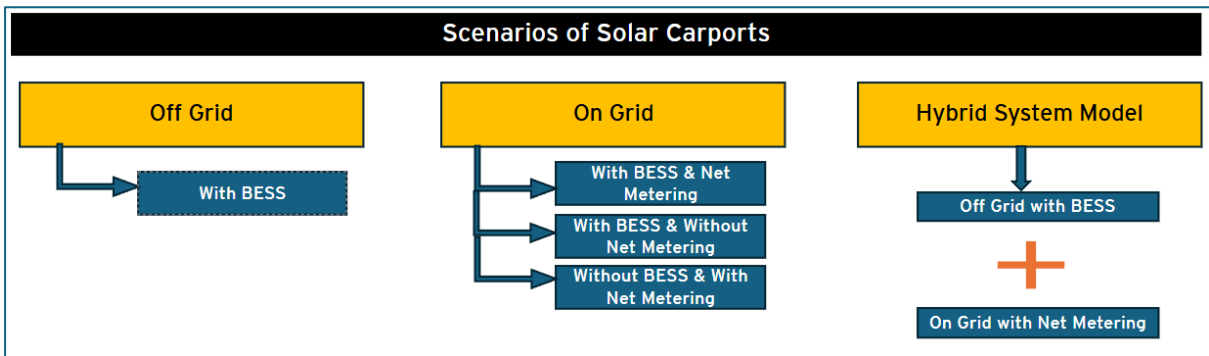 Scenarios of Solar Carports
Off Grid
With BESS
On Grid
With BESS & Net
Metering
With BESS & Without
Net Metering
Without BESS & With
Net Metering
Hybrid System Model
Off Grid with BESS
On Grid with Net Metering